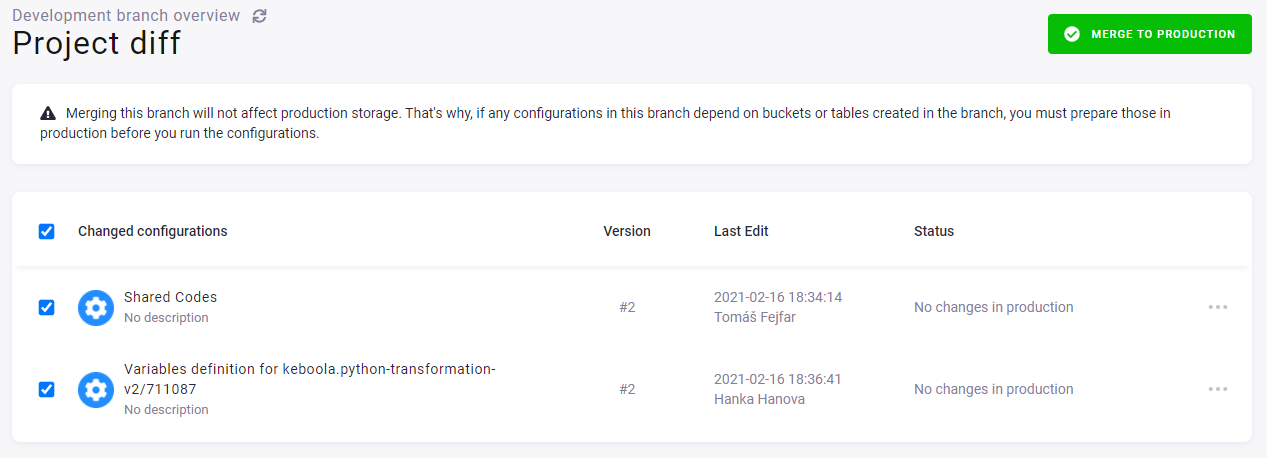 Development branch overview
Project diff
MERGE TO PRODUCTION
Merging this branch will not affect production storage. That's why, if any configurations in this branch depend on buckets or tables created in the branch, you must prepare those in
production before you run the configurations.
Changed configurations Version Last Edit Status
Shared Codes
No description
#2
2021-02-16 18:34:14
Tomáš Fejfar
No changes in production
Variables definition for keboola.python-transformation-
v2/711087
No description
#2
2021-02-16 18:36:41
Hanka Hanova
No changes in production